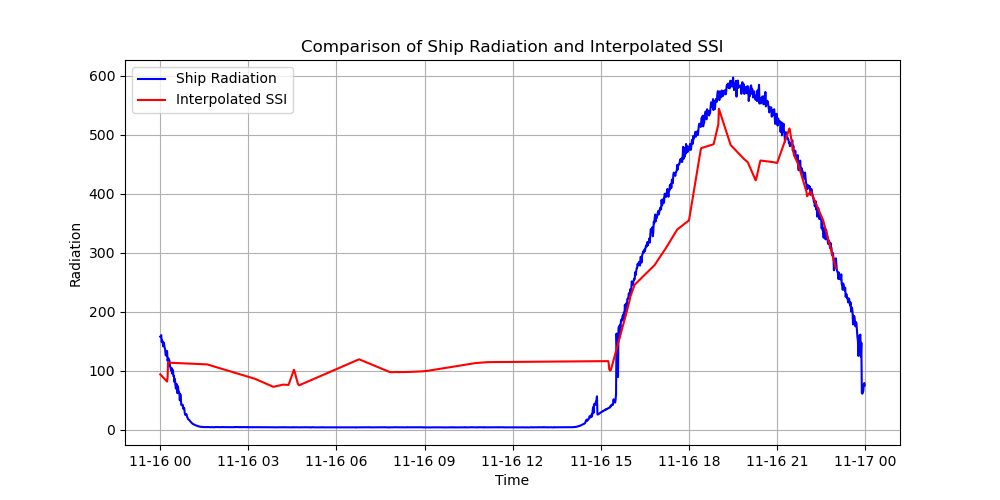 Comparison of Ship Radiation and Interpolated SSI
Ship Radiation
Interpolated SSI
600
500
400
300
200
100
0
Radiation
11-16 00 11-16 03 11-16 06 11-16 09 11-16 12 11-16 15 11-16 18 11-16 21 11-17 00
Time